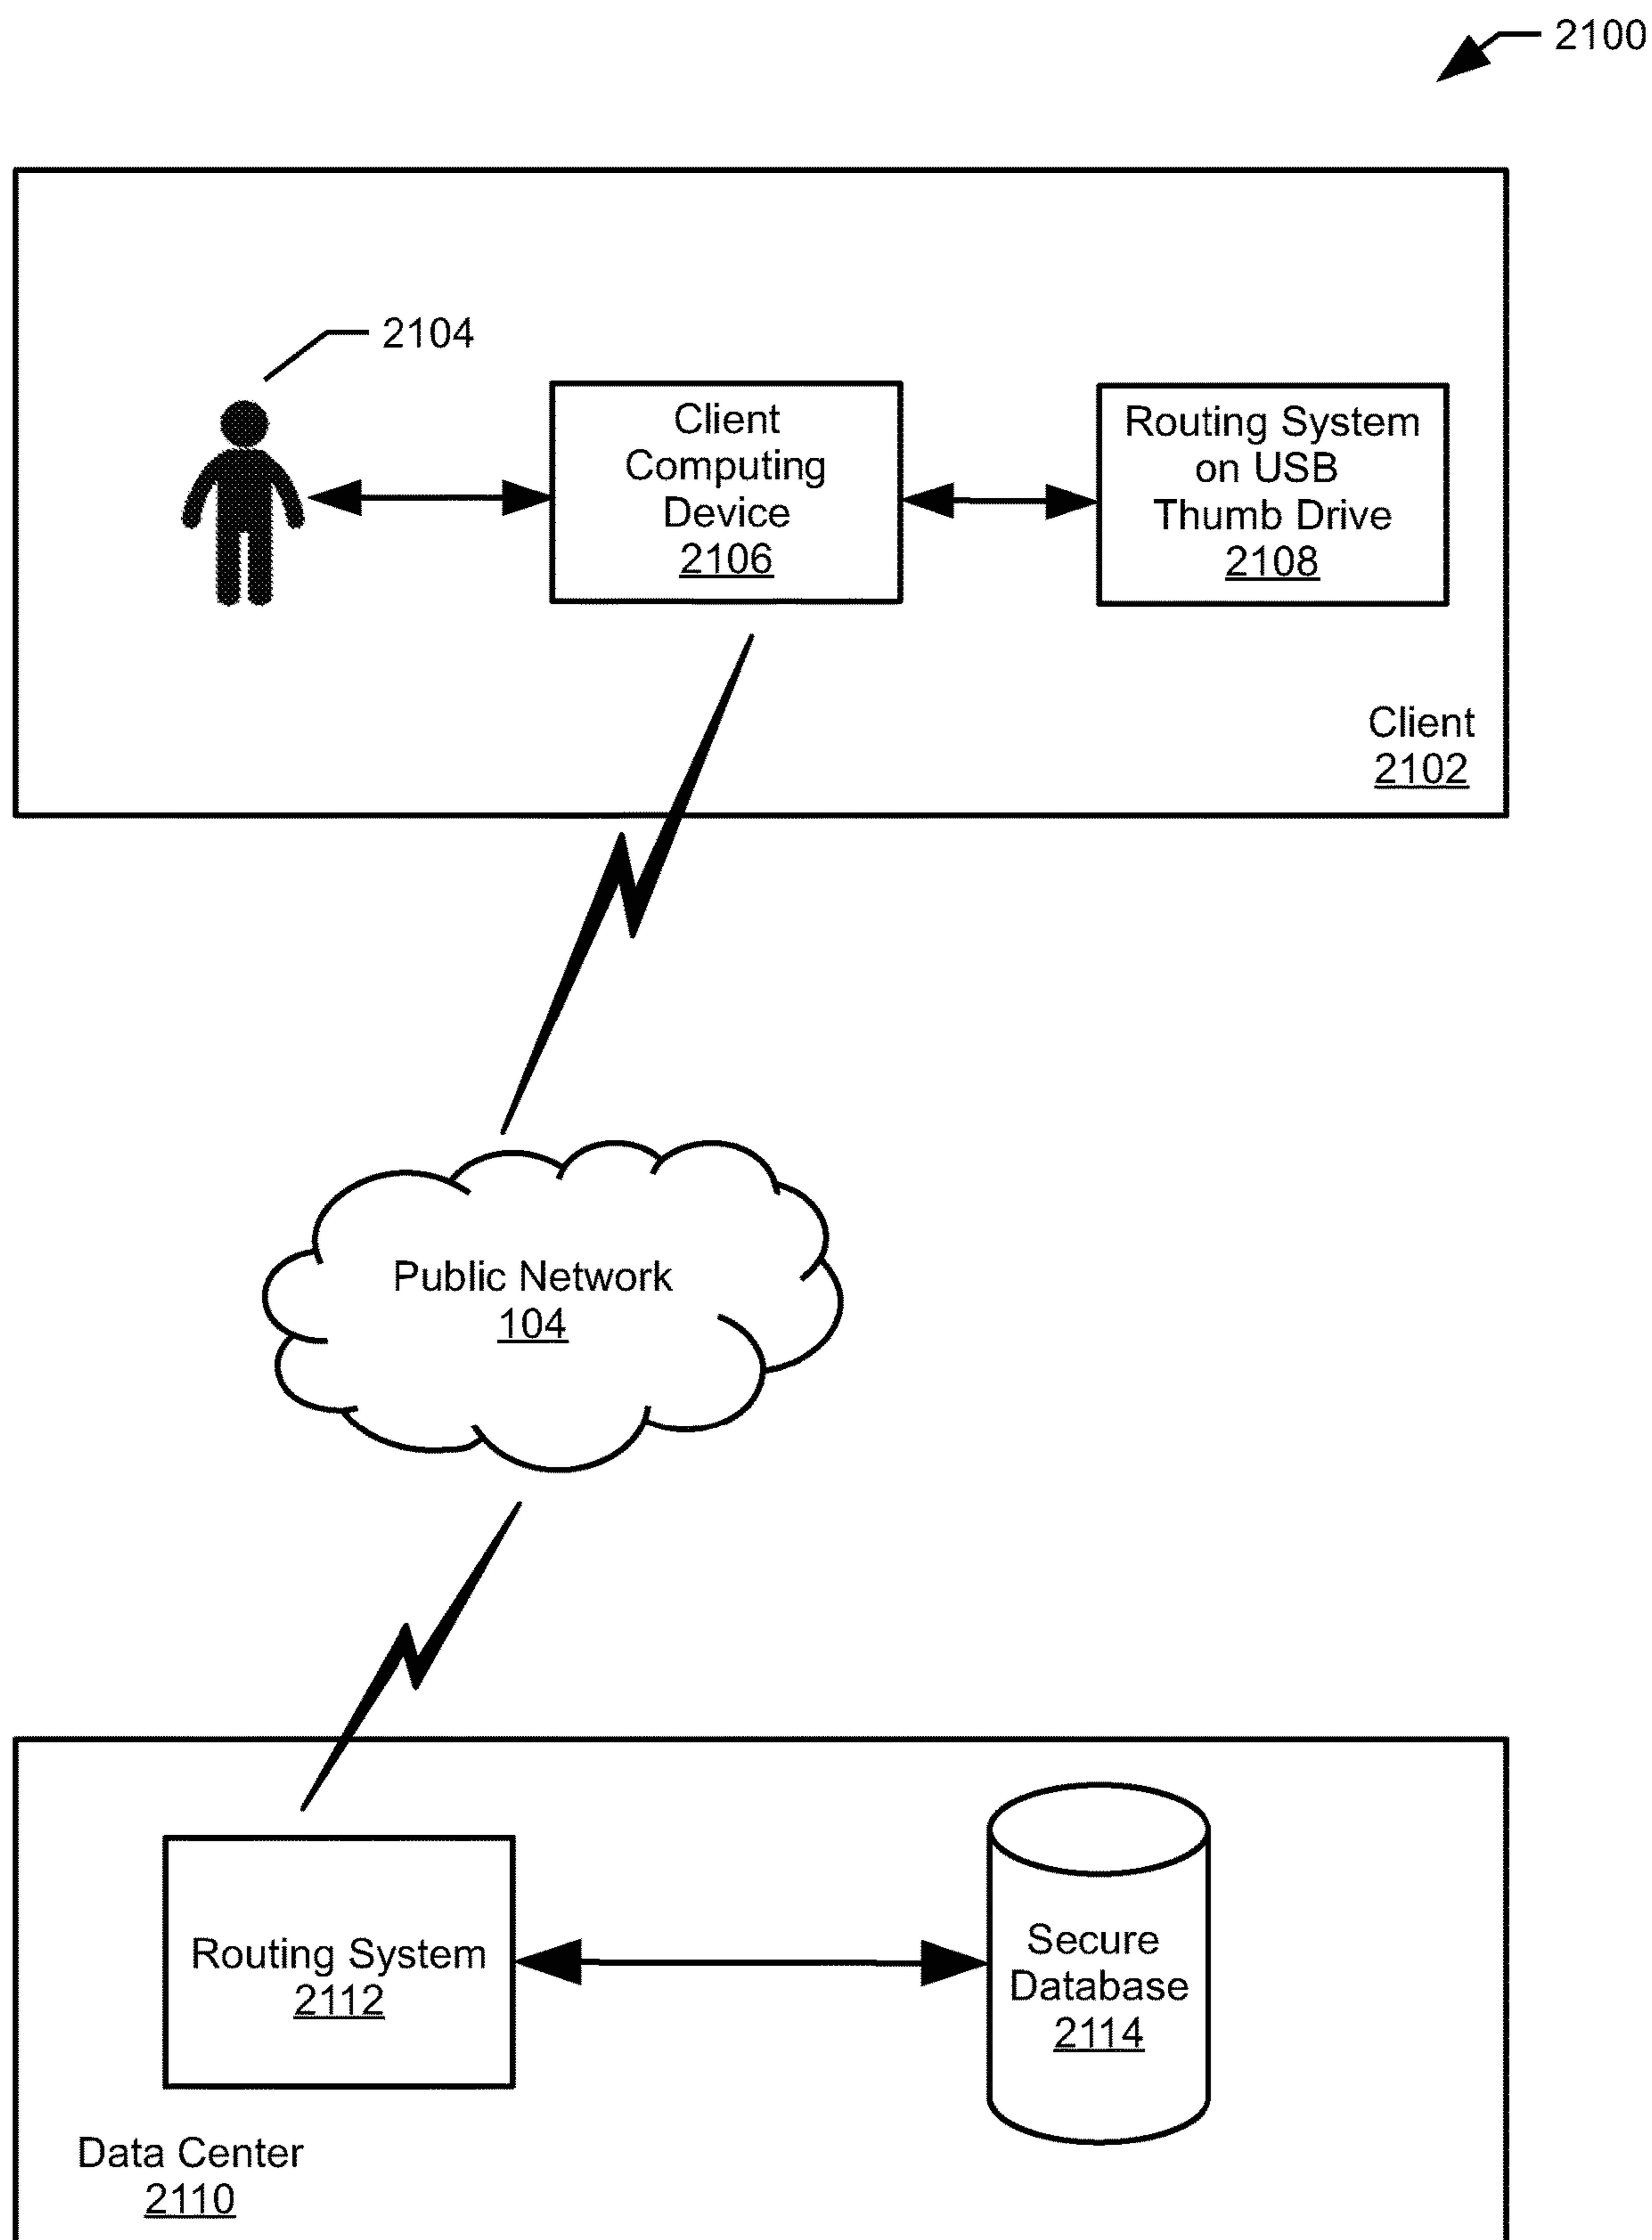 2100
2104
Client
Computing
Device
2106
Routing System
on USB
Thumb Drive
2108
Client
2102
Public Network
104
Routing System
2112
Secure
Database
2114
Data Center
2110